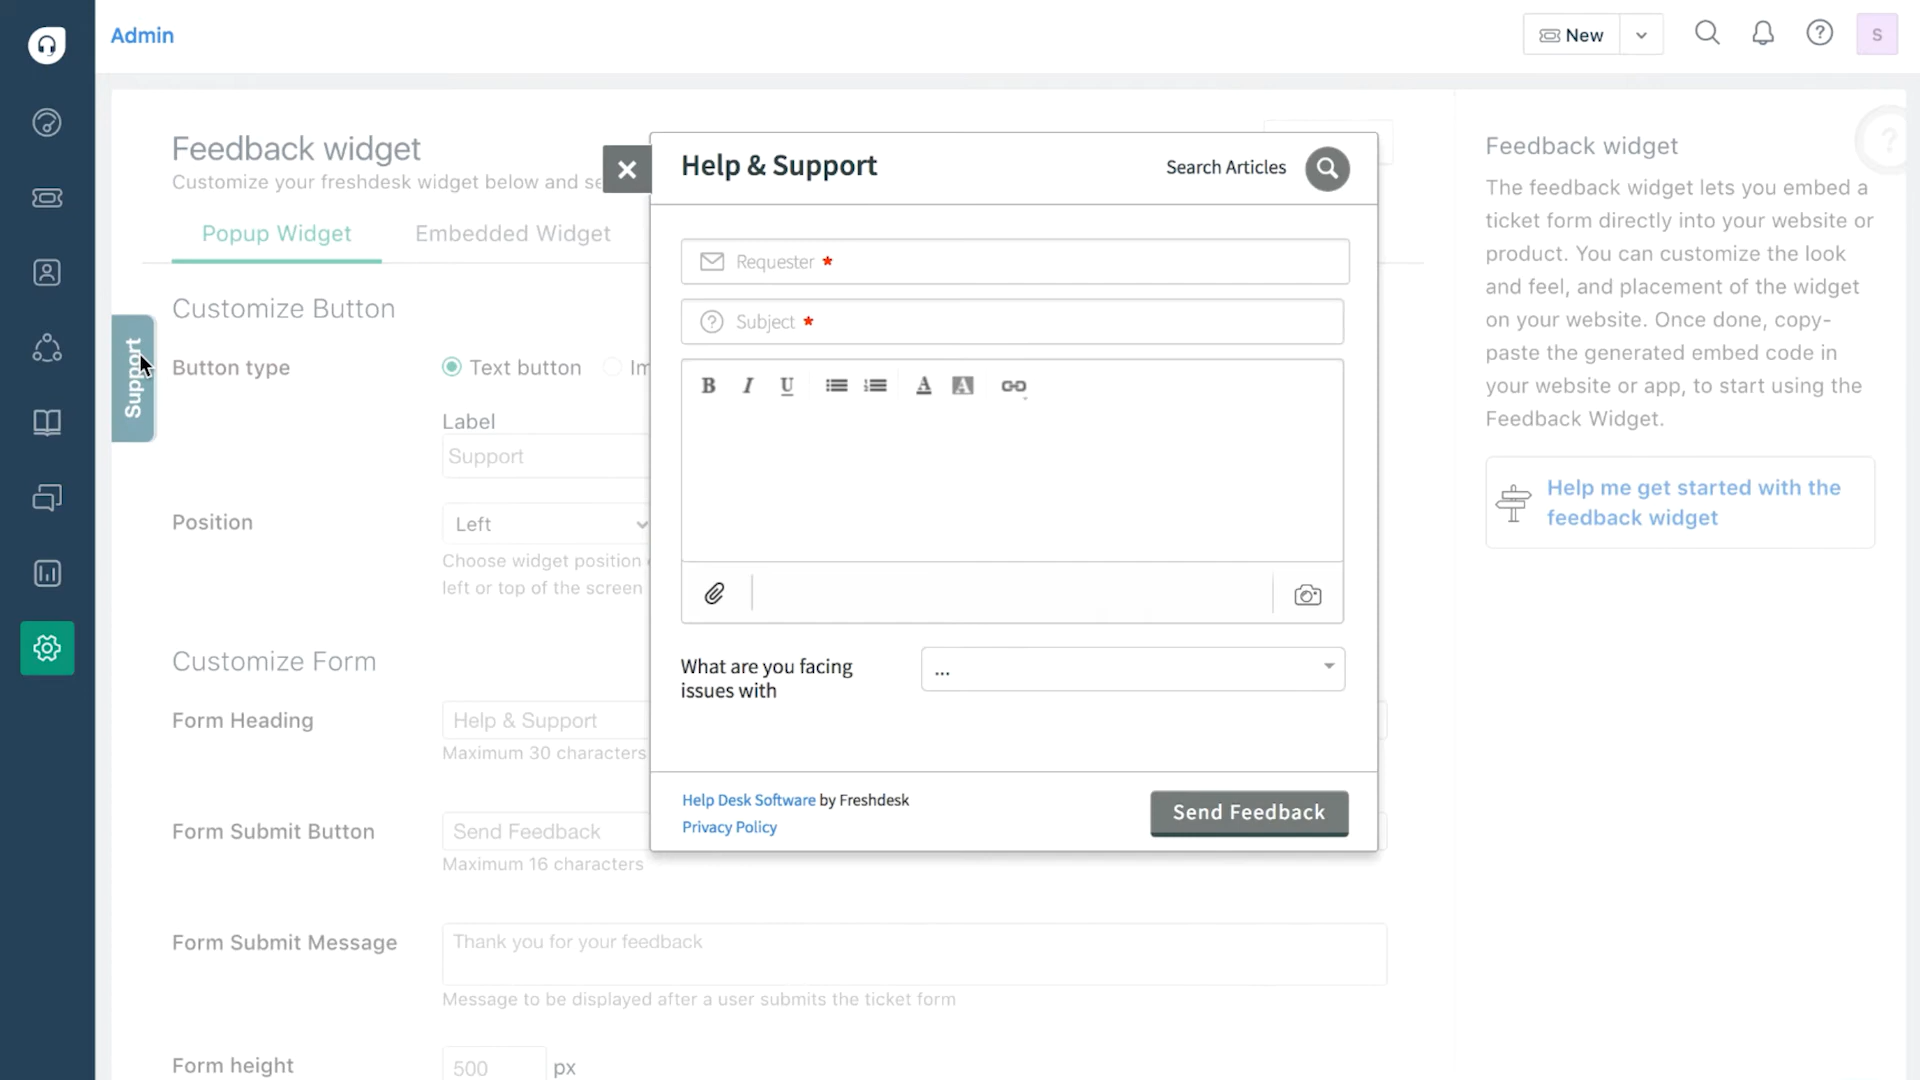 Admin
New
S
Feedback widget
Customize your freshdesk widget below and se
Popup Widget
Embedded Widget
Customize Button
Support
Button type
Text button
Im
Label
Support
Position
Left
Choose widget position
left or top of the screen
Customize Form
Form Heading
Help & Support
Maximum 30 characters
Form Submit Button
Send Feedback
Maximum 16 characters
Form Submit Message
Thank you for your feedback
Message to be displayed after a user submits the ticket form
Form height
500
px
Help & Support
Search Articles
Requester *
Subject *
B I U A A
What are you facing
issues with
...
Help Desk Software by Freshdesk
Privacy Policy
Send Feedback
Feedback widget
The feedback widget lets you embed a
ticket form directly into your website or
product. You can customize the look
and feel, and placement of the widget
on your website. Once done, copy-
paste the generated embed code in
your website or app, to start using the
Feedback Widget.
Help me get started with the
feedback widget